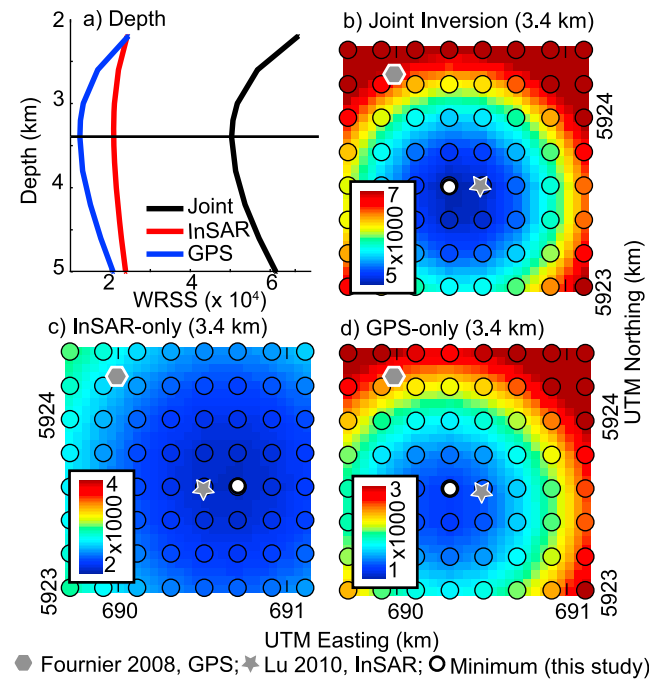 a) Depth
2
3
4
5
Depth (km)
Joint
InSAR
GPS
2 4 6
WRSS (x 10⁴)
b) Joint Inversion (3.4 km)
7
x1000
5
5924
5923
UTM Northing (km)
c) InSAR-only (3.4 km)
5924
5923
4
x1000
2
690 691
d) GPS-only (3.4 km)
3
x1000
1
690 691
UTM Easting (km)
Fournier 2008, GPS; Lu 2010, InSAR; Minimum (this study)